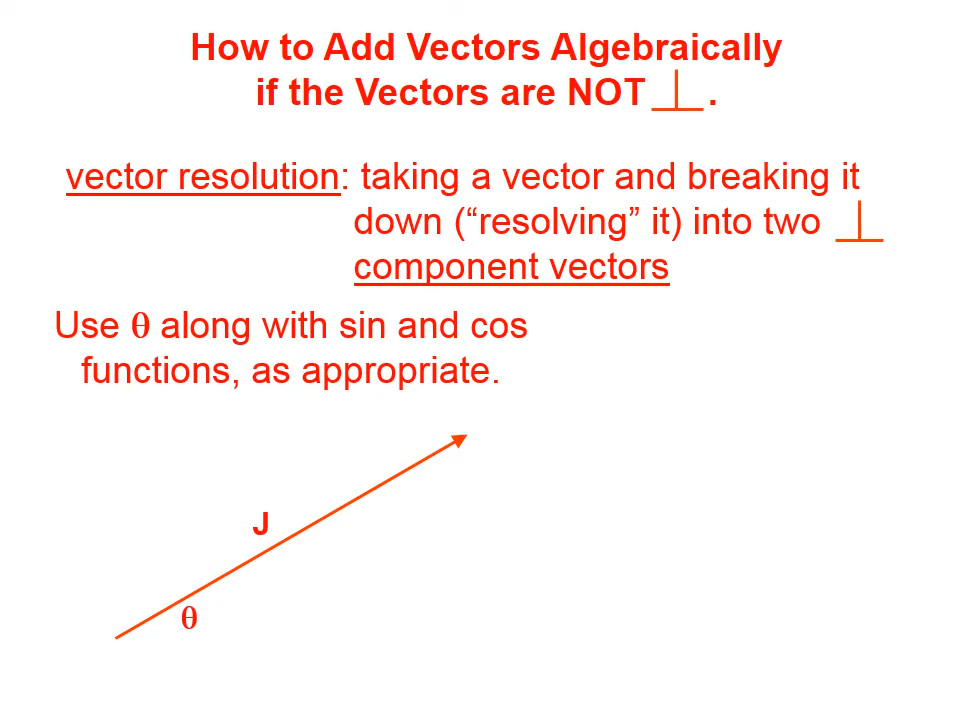 How to Add Vectors Algebraically
if the Vectors are NOT ⊥ .
vector resolution: taking a vector and breaking it
down (“resolving” it) into two ⊥
component vectors
Use θ along with sin and cos
functions, as appropriate.
J
θ